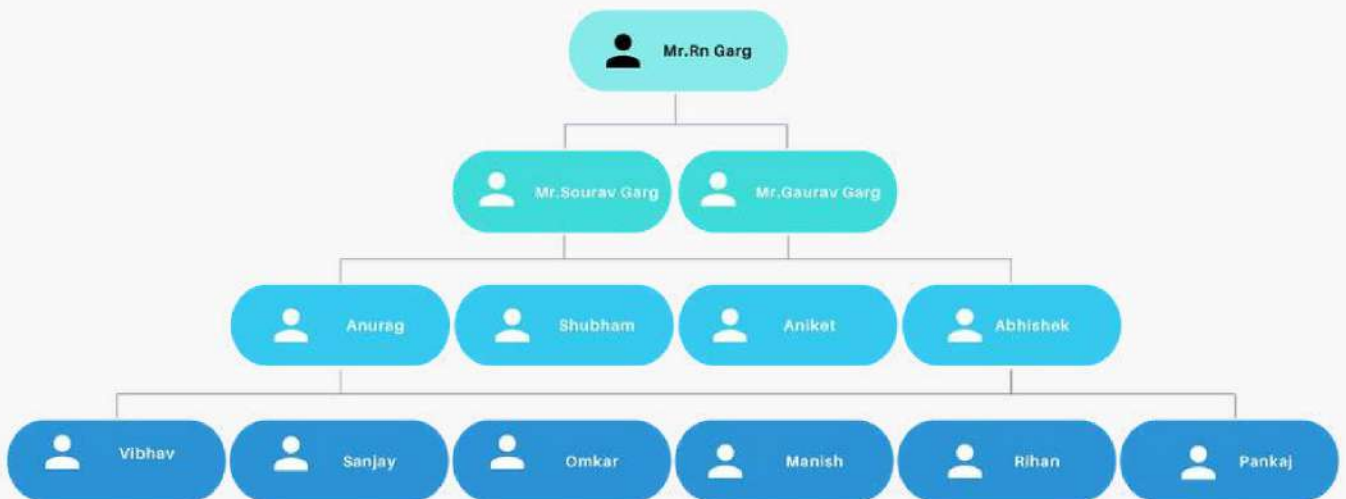 Mr.Rn Garg
Mr.Sourav Garg
Mr.Gaurav Garg
Anurag
Shubham
Aniket
Abhishek
Vibhav
Sanjay
Omkar
Manish
Rihan
Pankaj